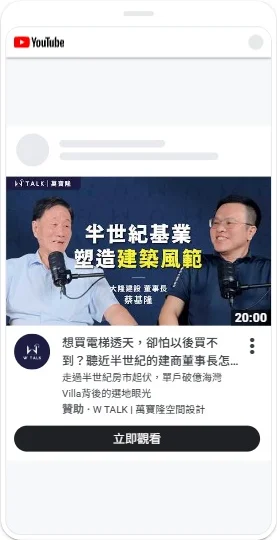 YouTube
W TALK | 萬寶隆
半世紀基業
塑造建築風範
大隆建設 董事長
蔡基隆
20:00
W TALK
想買電梯透天，卻怕以後買不
到？聽近半世紀的建商董事長怎...
走過半世紀房市起伏，單戶破億海灣
Villa背後的選地眼光
贊助・W TALK | 萬寶隆空間設計
立即觀看